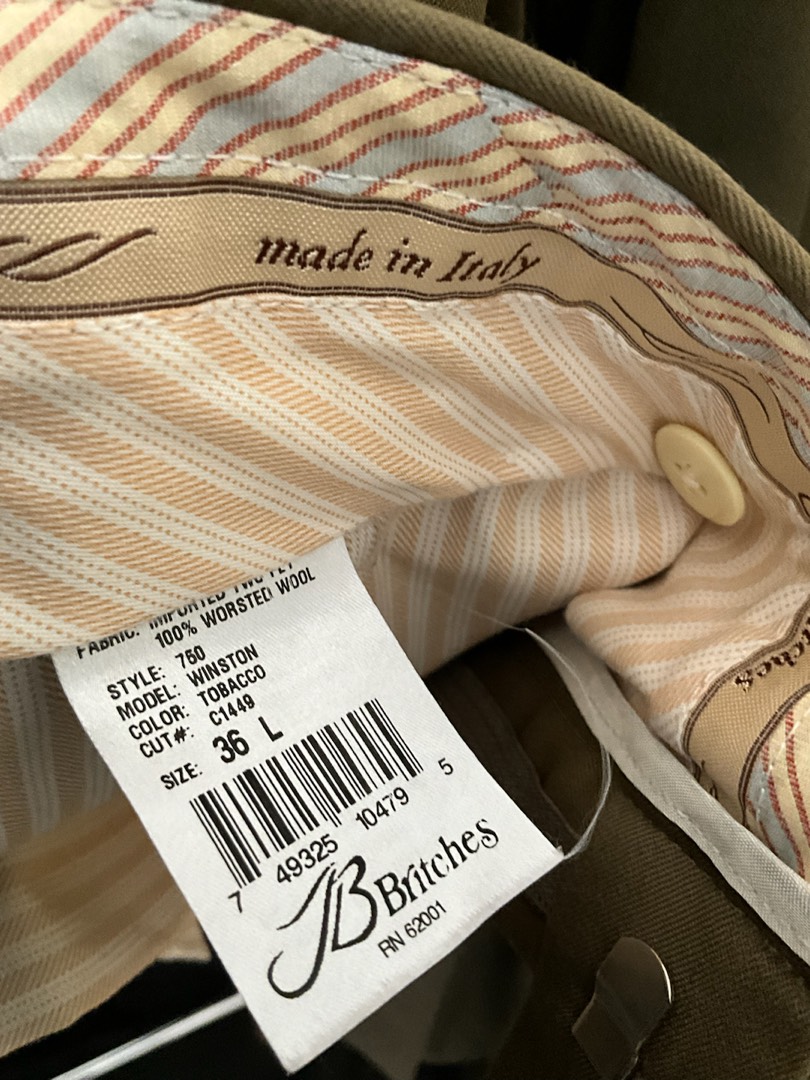 made in Italy
FABRIC: IMPORTED TWO PLY
100% WORSTED WOOL
STYLE: 750
MODEL: WINSTON
COLOR: TOBACCO
CUT#: C1449
SIZE: 36 L
7 49325 10479 5
JB Britches
RN 62001